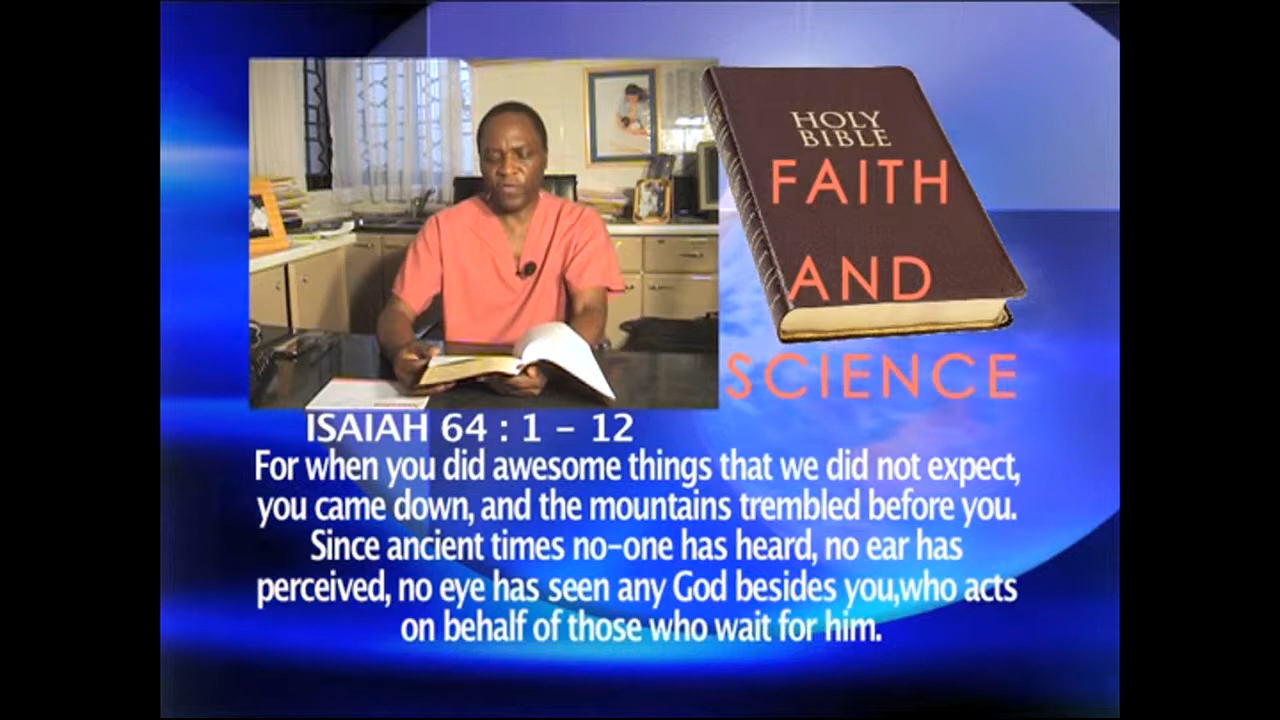 HOLY
BIBLE
FAITH
AND
SCIENCE
ISAIAH 64 : 1 – 12
For when you did awesome things that we did not expect,
you came down, and the mountains trembled before you.
Since ancient times no-one has heard, no ear has
perceived, no eye has seen any God besides you,who acts
on behalf of those who wait for him.